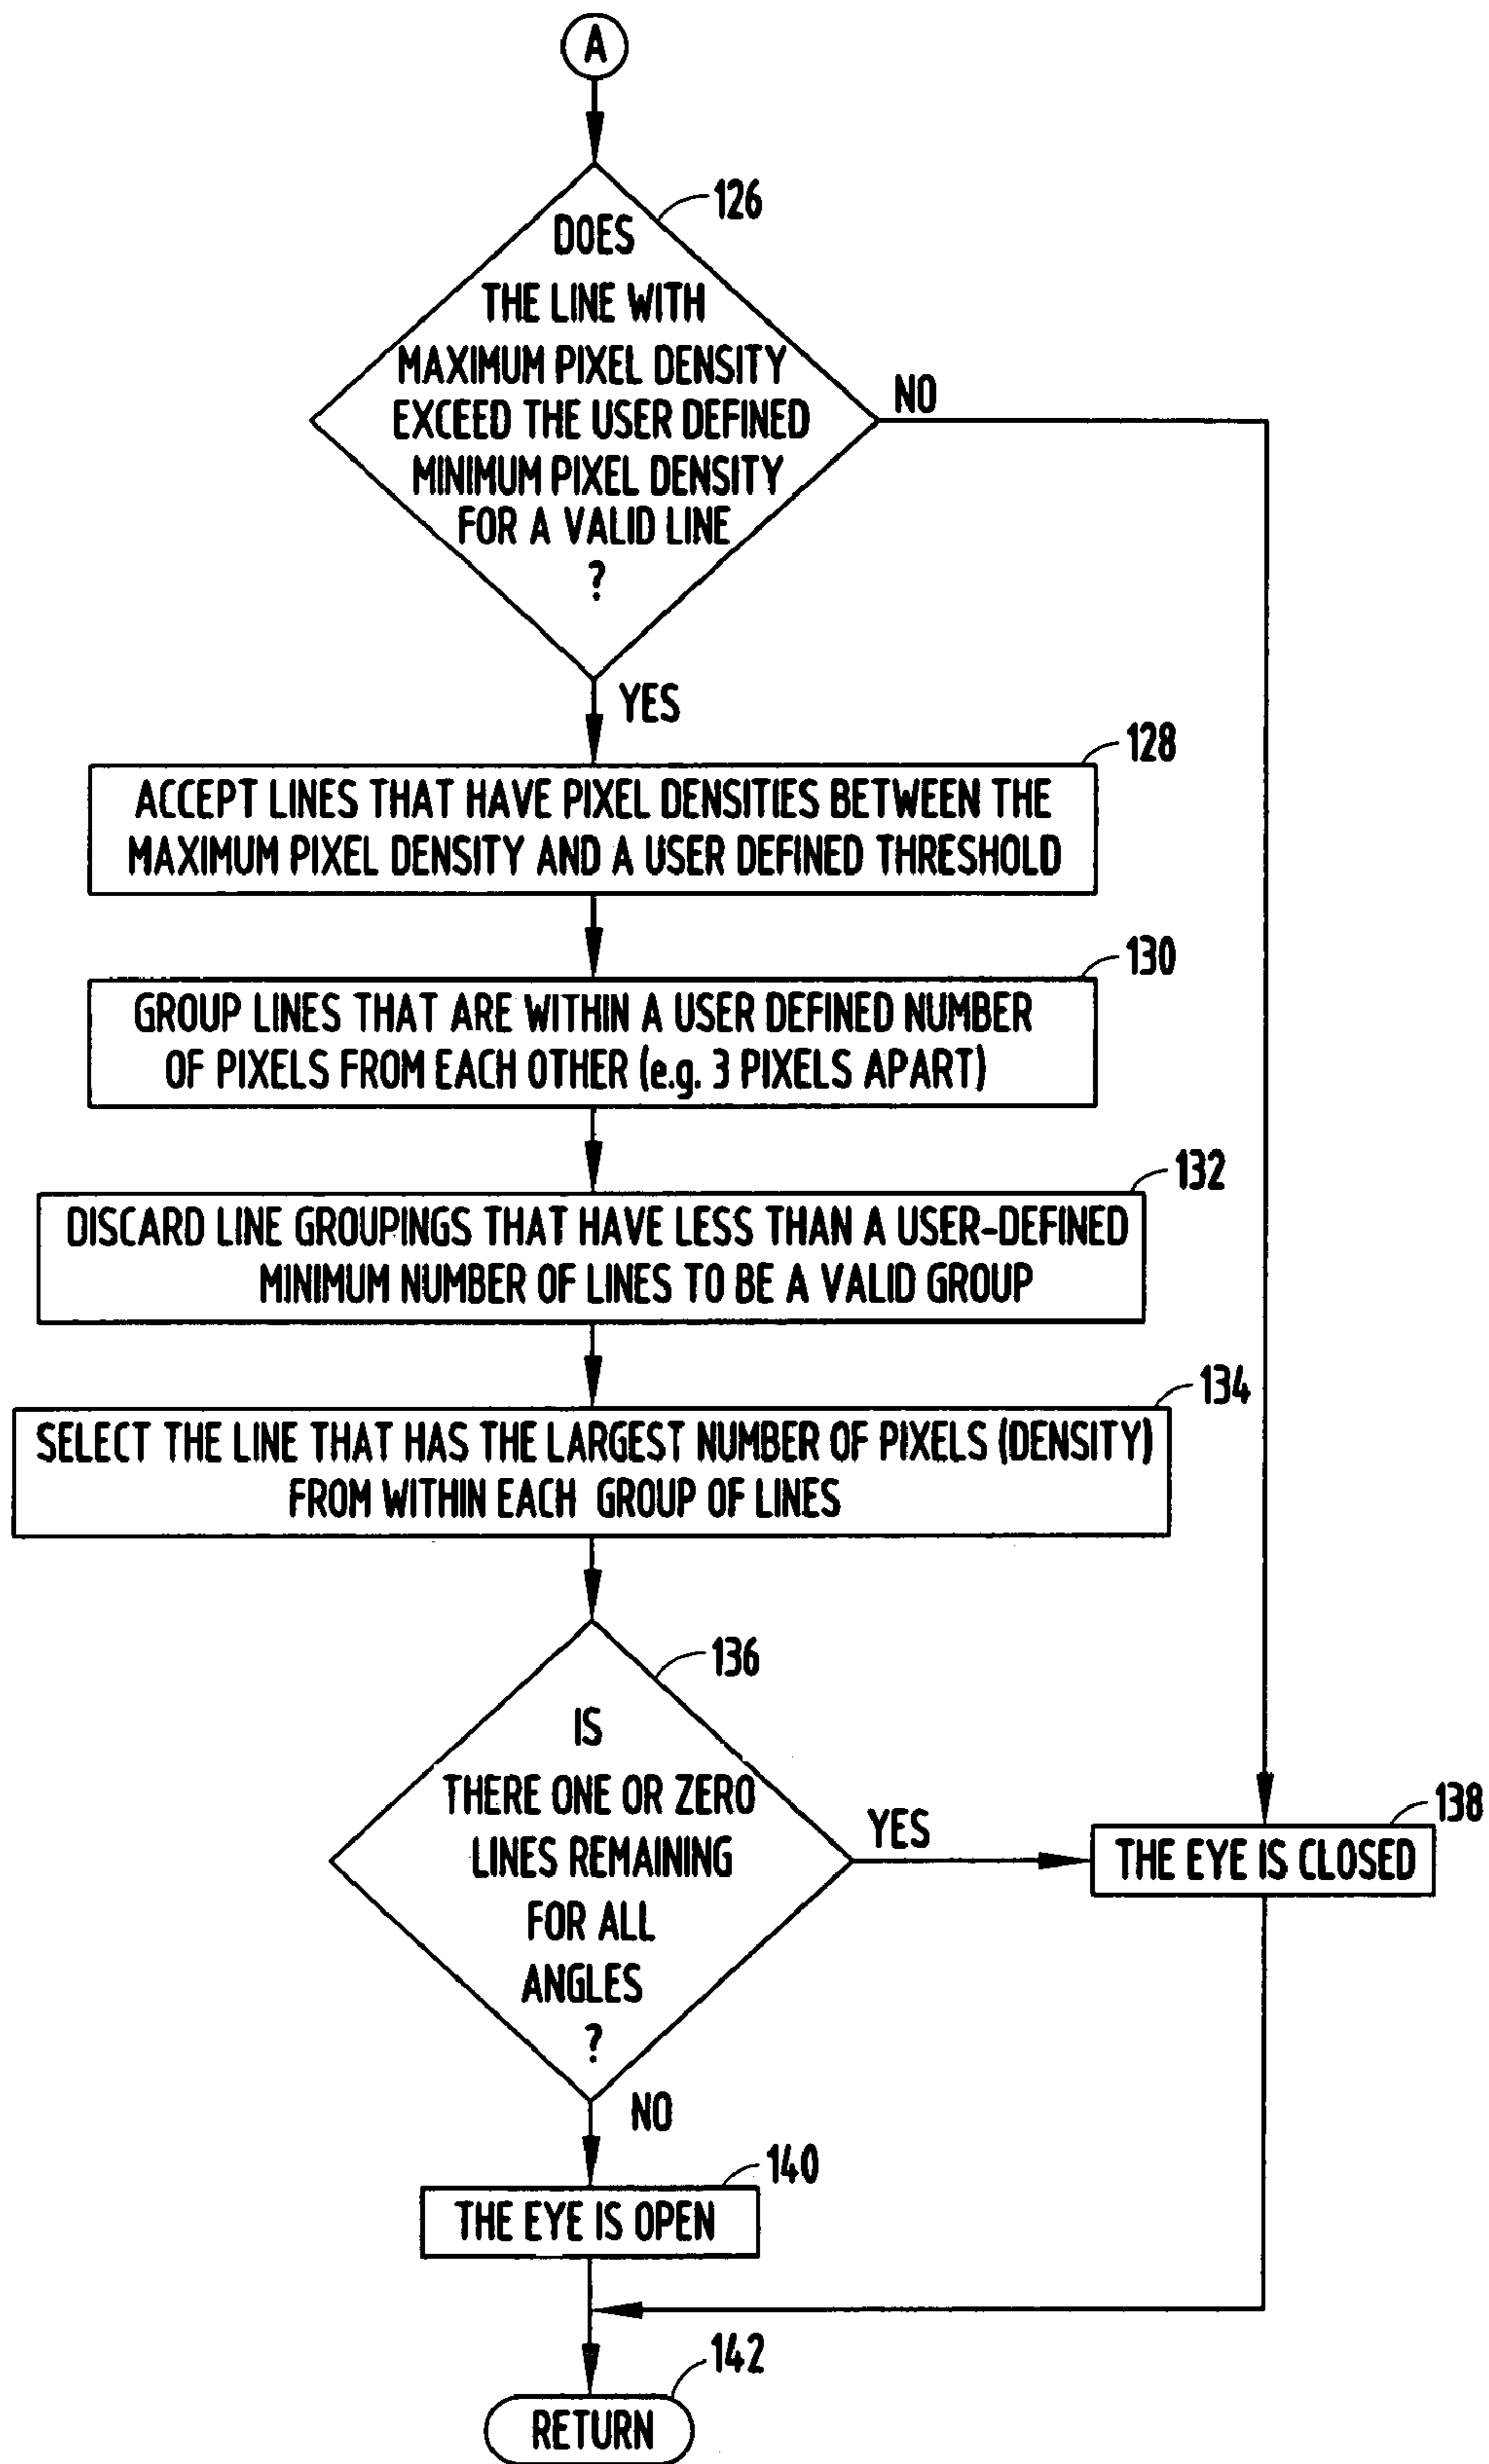 A
126
DOES
THE LINE WITH
MAXIMUM PIXEL DENSITY
EXCEED THE USER DEFINED
MINIMUM PIXEL DENSITY
FOR A VALID LINE
?
NO
YES
128
ACCEPT LINES THAT HAVE PIXEL DENSITIES BETWEEN THE
MAXIMUM PIXEL DENSITY AND A USER DEFINED THRESHOLD
130
GROUP LINES THAT ARE WITHIN A USER DEFINED NUMBER
OF PIXELS FROM EACH OTHER (e.g. 3 PIXELS APART)
132
DISCARD LINE GROUPINGS THAT HAVE LESS THAN A USER-DEFINED
MINIMUM NUMBER OF LINES TO BE A VALID GROUP
134
SELECT THE LINE THAT HAS THE LARGEST NUMBER OF PIXELS (DENSITY)
FROM WITHIN EACH GROUP OF LINES
136
IS
THERE ONE OR ZERO
LINES REMAINING
FOR ALL
ANGLES
?
YES
138
THE EYE IS CLOSED
NO
140
THE EYE IS OPEN
142
RETURN